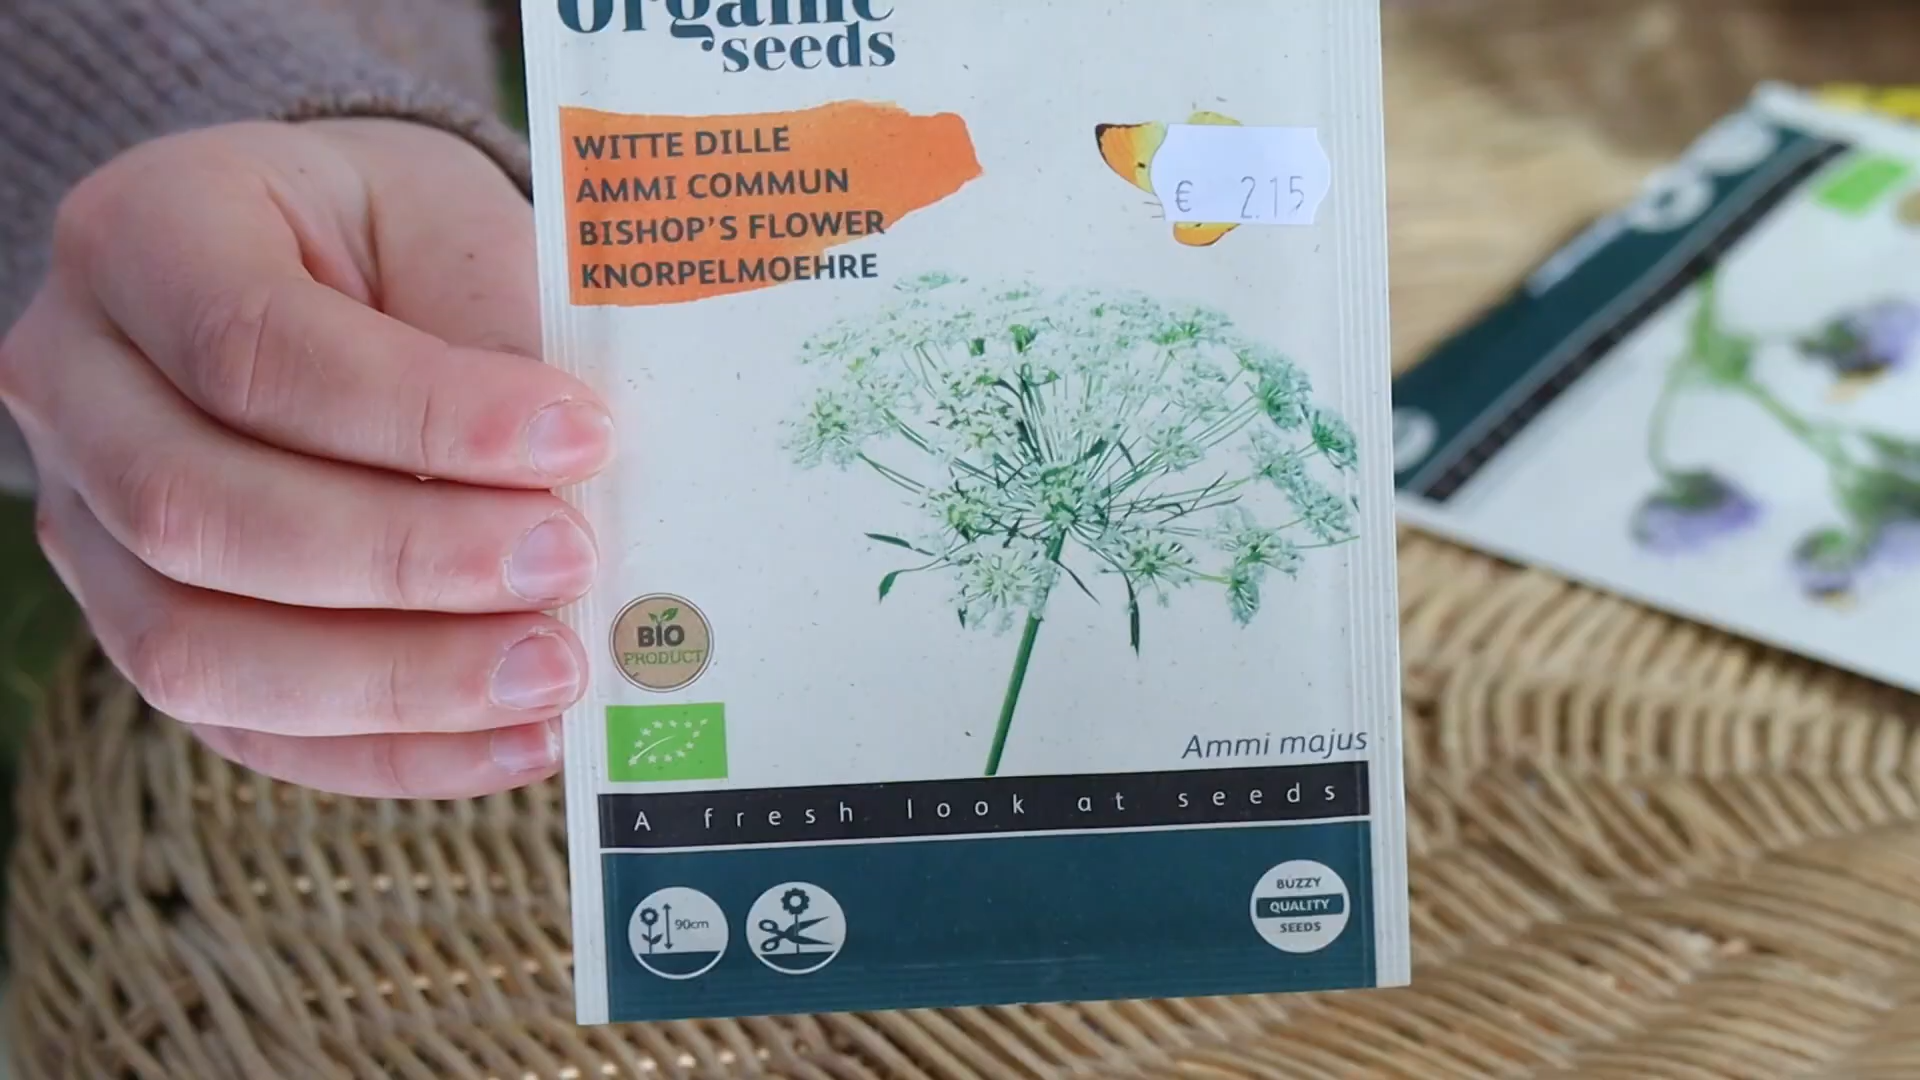 Organic
seeds
WITTE DILLE
AMMI COMMUN
BISHOP'S FLOWER
KNORPELMOEHRE
€ 2.15
BIO
PRODUCT
Ammi majus
A fresh look at seeds
90cm
BUZZY
QUALITY
SEEDS